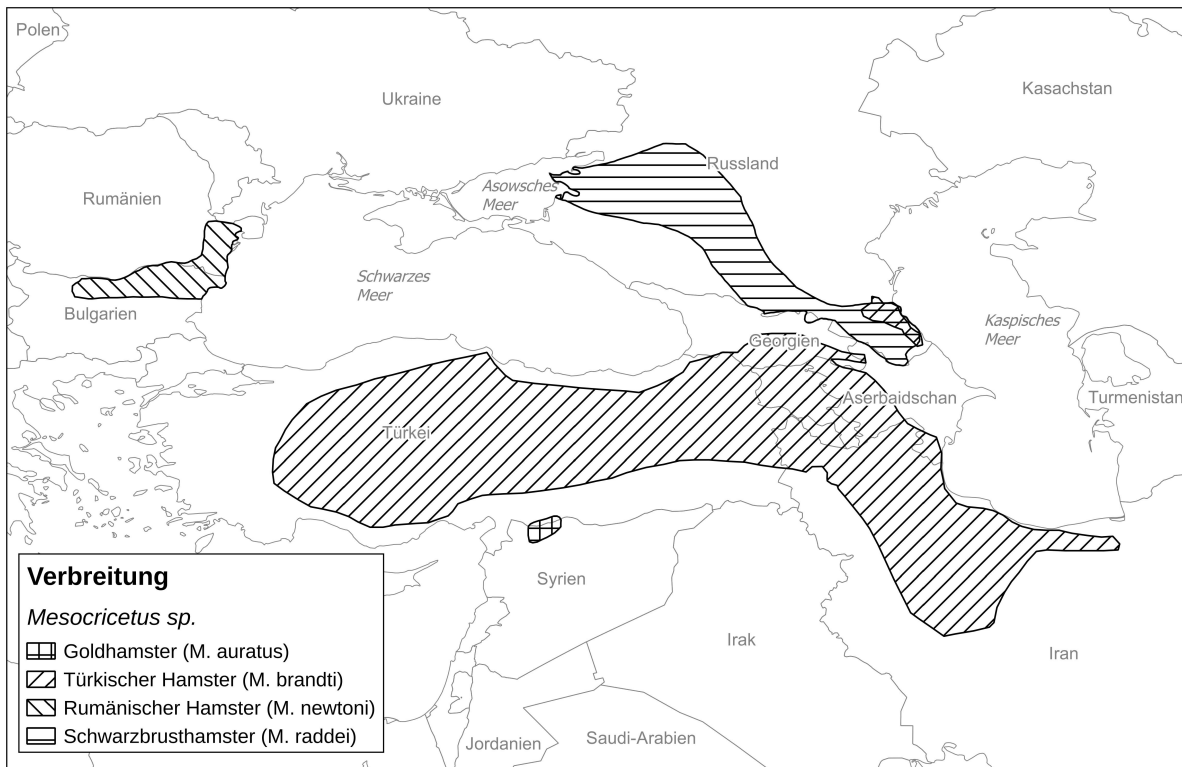 Polen
Ukraine
Kasachstan
Russland
Rumänien
Asowsches
Meer
Schwarzes
Meer
Bulgarien
Kaspisches
Meer
Georgien
Aserbaidschan
Turmenistan
Türkei
Syrien
Irak
Iran
Jordanien
Saudi-Arabien
Verbreitung
Mesocricetus sp.
Goldhamster (M. auratus)
Türkischer Hamster (M. brandti)
Rumänischer Hamster (M. newtoni)
Schwarzbrusthamster (M. raddei)